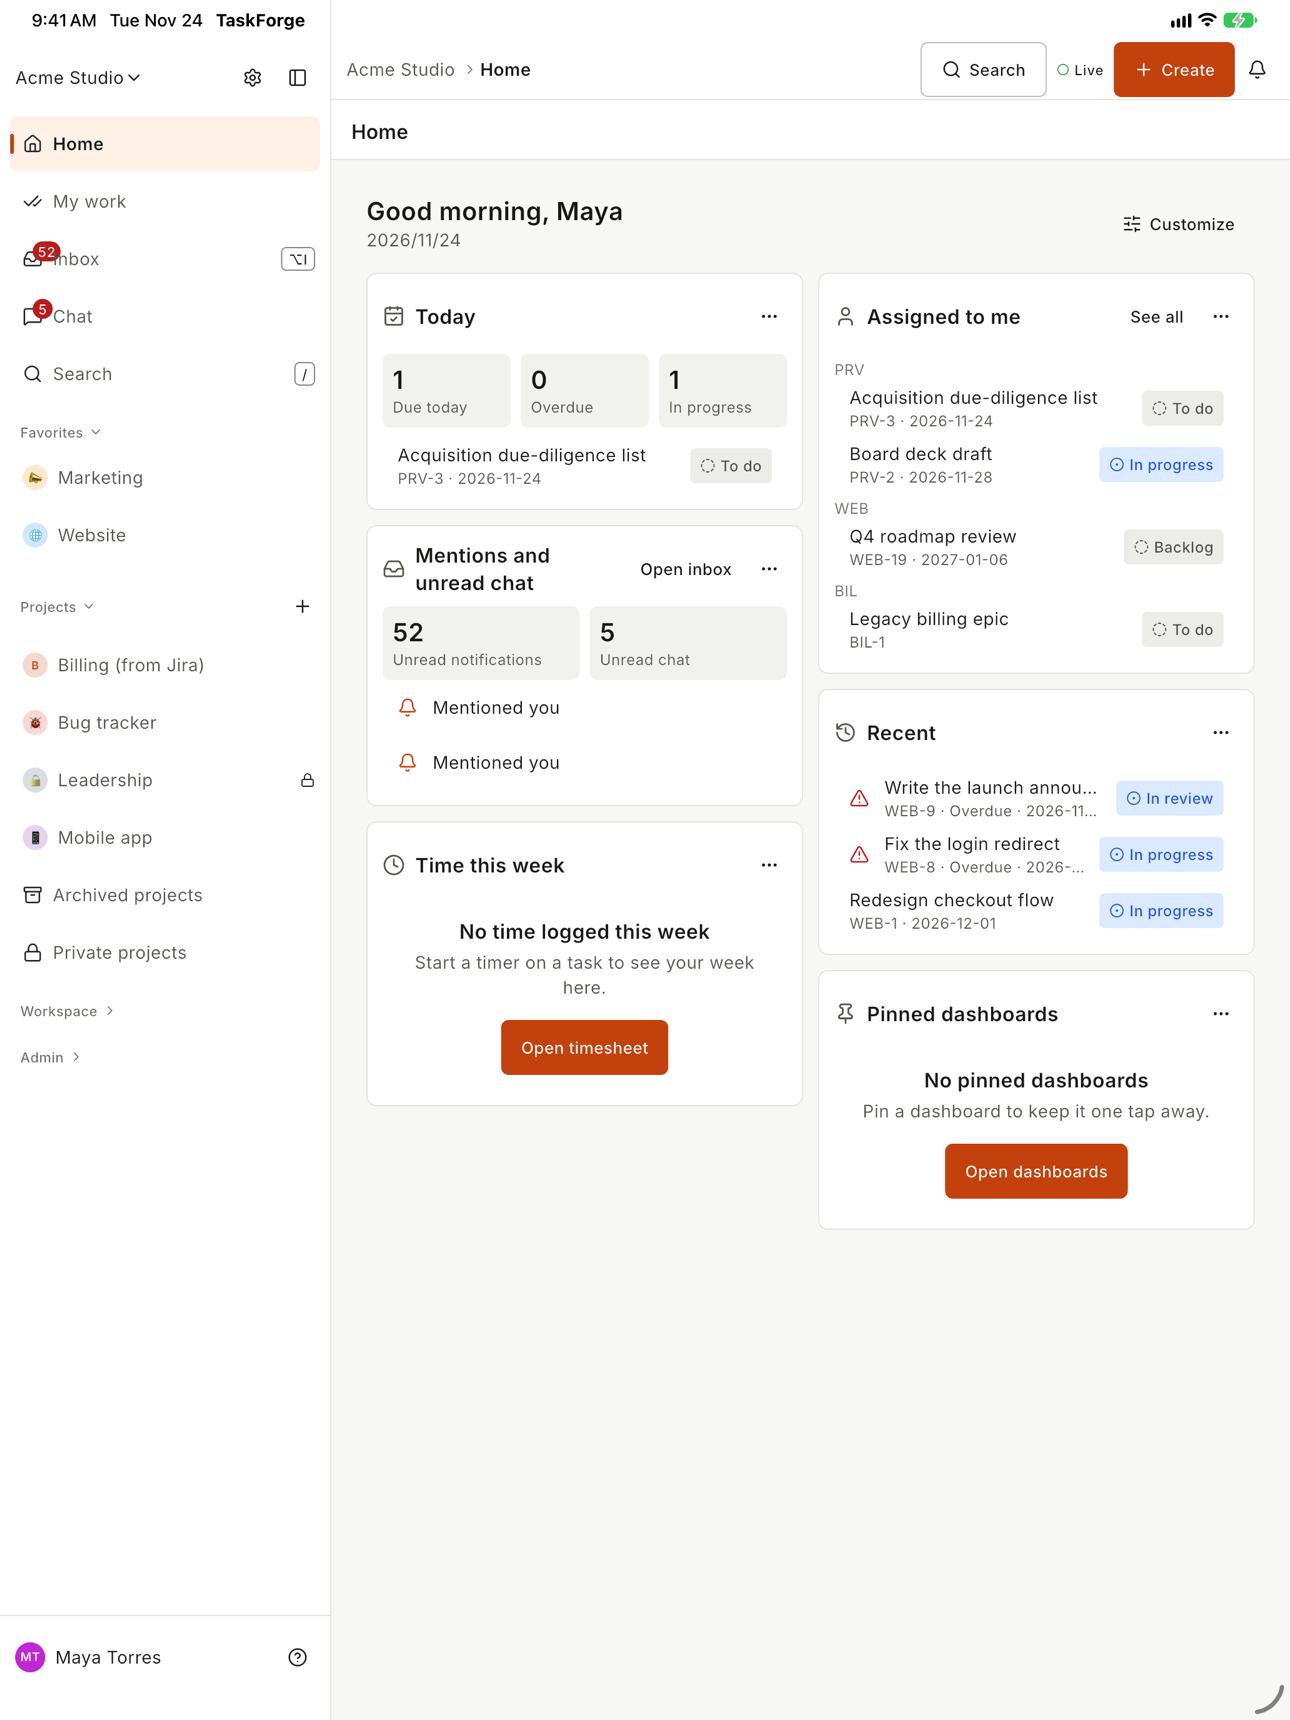 9:41 AM Tue Nov 24 TaskForge
Acme Studio
Home
My work
52
Inbox
⌥I
5
Chat
Search
/
Favorites
Marketing
Website
Projects
B
Billing (from Jira)
Bug tracker
Leadership
Mobile app
Archived projects
Private projects
Workspace
Admin
MT
Maya Torres
Acme Studio > Home
Search
Live
+ Create
Home
Good morning, Maya
2026/11/24
Customize
Today
1
Due today
0
Overdue
1
In progress
Acquisition due-diligence list
PRV-3 · 2026-11-24
To do
Mentions and
unread chat
Open inbox
52
Unread notifications
5
Unread chat
Mentioned you
Mentioned you
Time this week
No time logged this week
Start a timer on a task to see your week
here.
Open timesheet
Assigned to me
See all
PRV
Acquisition due-diligence list
PRV-3 · 2026-11-24
To do
Board deck draft
PRV-2 · 2026-11-28
In progress
WEB
Q4 roadmap review
WEB-19 · 2027-01-06
Backlog
BIL
Legacy billing epic
BIL-1
To do
Recent
Write the launch annou...
WEB-9 · Overdue · 2026-11...
In review
Fix the login redirect
WEB-8 · Overdue · 2026-...
In progress
Redesign checkout flow
WEB-1 · 2026-12-01
In progress
Pinned dashboards
No pinned dashboards
Pin a dashboard to keep it one tap away.
Open dashboards